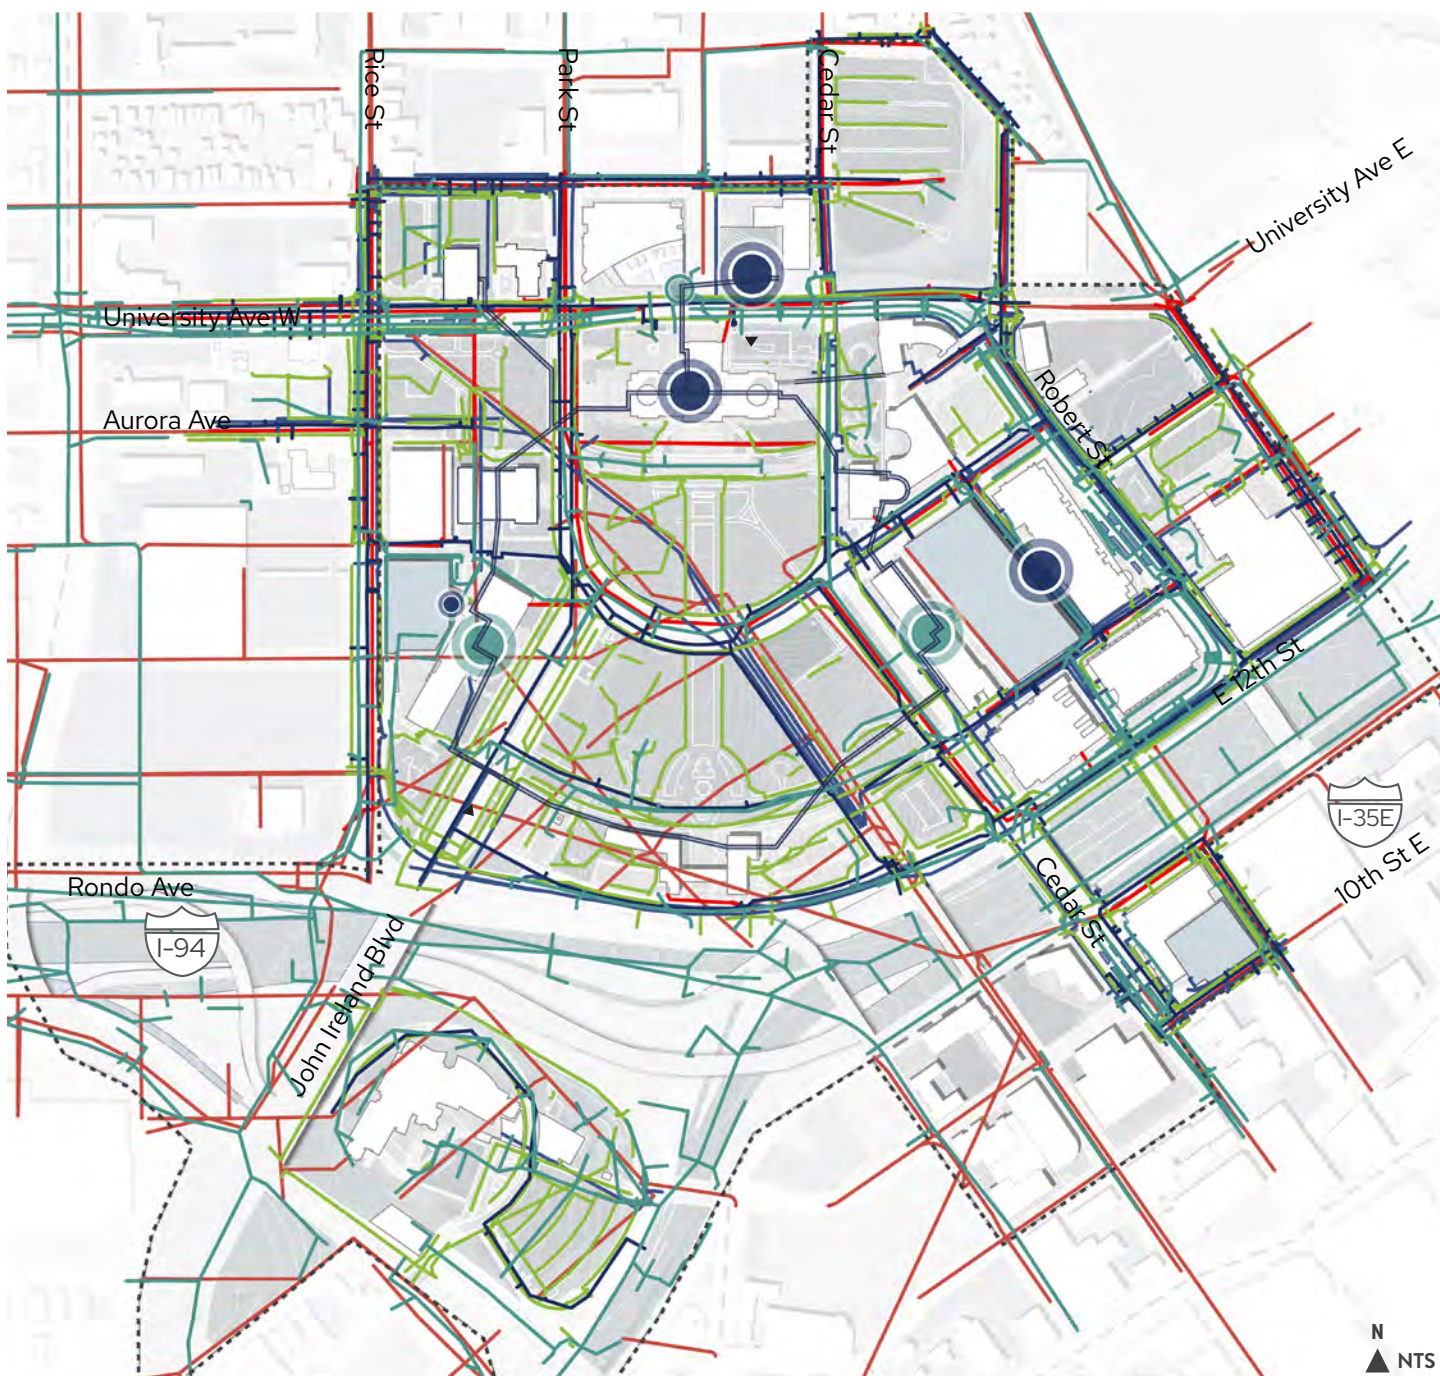 Rice St
Park St
Cedar St
University Ave E
University Ave W
Aurora Ave
Robert St
E 12th St
I-35E
10th St E
Rondo Ave
I-94
Cedar St
John Ireland Blvd
N
NTS